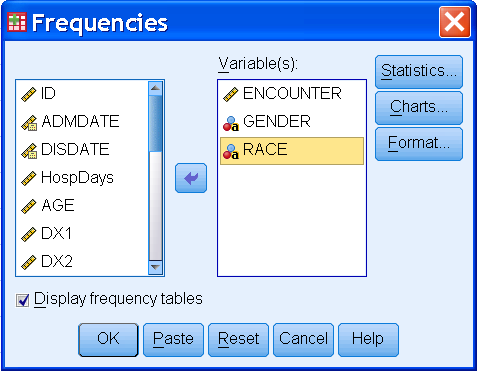 Frequencies
Variable(s):
ID
ADMDATE
DISDATE
HospDays
AGE
DX1
DX2
ENCOUNTER
GENDER
RACE
Statistics...
Charts...
Format...
Display frequency tables
OK Paste Reset Cancel Help